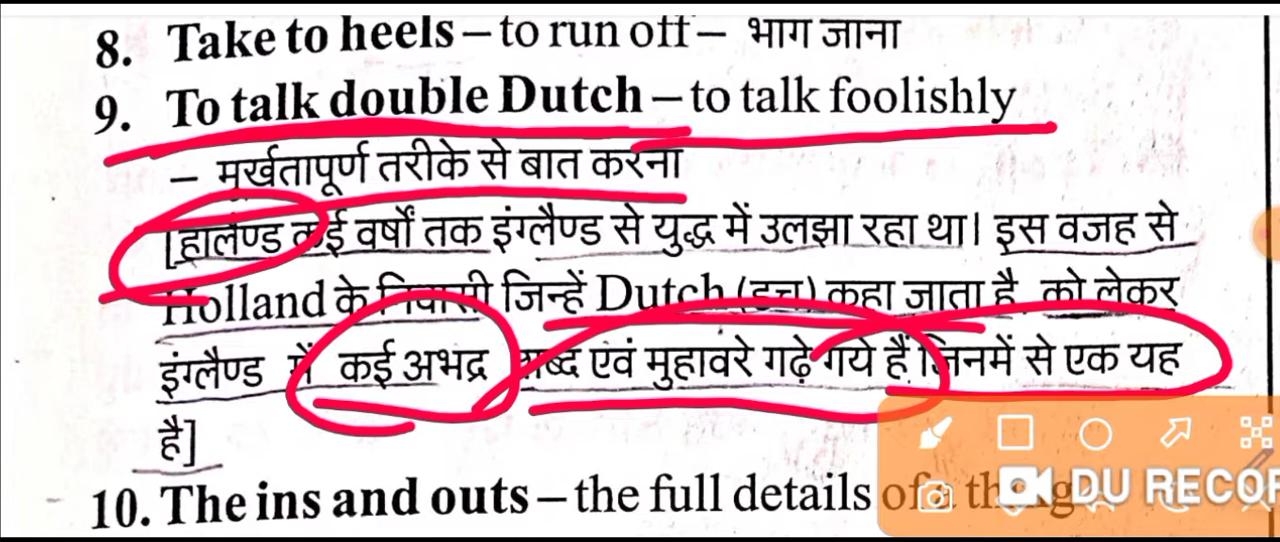 8. Take to heels – to run off – भाग जाना
9. To talk double Dutch – to talk foolishly
– मूर्खतापूर्ण तरीके से बात करना
[हालैण्ड कई वर्षों तक इंग्लैण्ड से युद्ध में उलझा रहा था। इस वजह से
Holland के निवासी जिन्हें Dutch (डच) कहा जाता है, को लेकर
इंग्लैण्ड में कई अभद्र शब्द एवं मुहावरे गढ़े गये हैं जिनमें से एक यह
है]
10. The ins and outs – the full details of a thing
DU RECOR